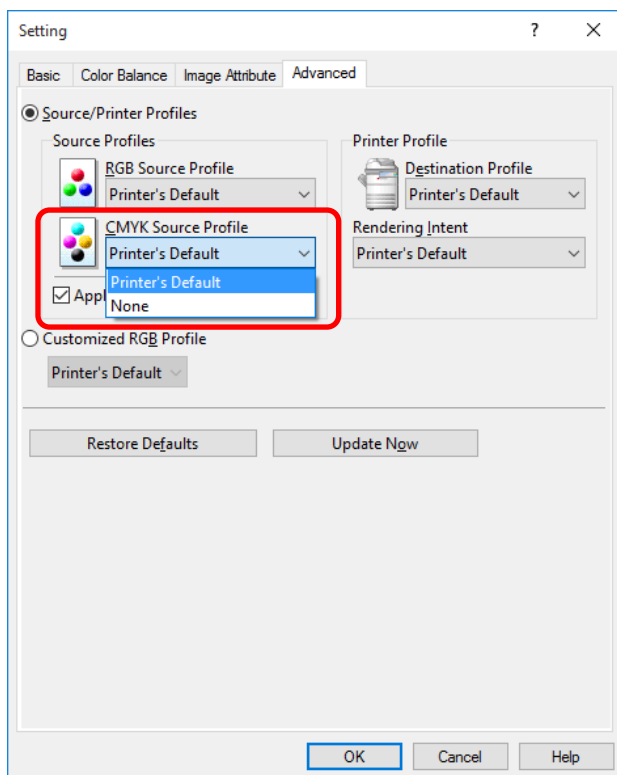 Setting
Basic Color Balance Image Attribute Advanced
Source/Printer Profiles
Source Profiles
RGB Source Profile
Printer's Default
CMYK Source Profile
Printer's Default
Printer's Default
None
Printer Profile
Destination Profile
Printer's Default
Rendering Intent
Printer's Default
Customized RGB Profile
Printer's Default
Restore Defaults Update Now
OK Cancel Help